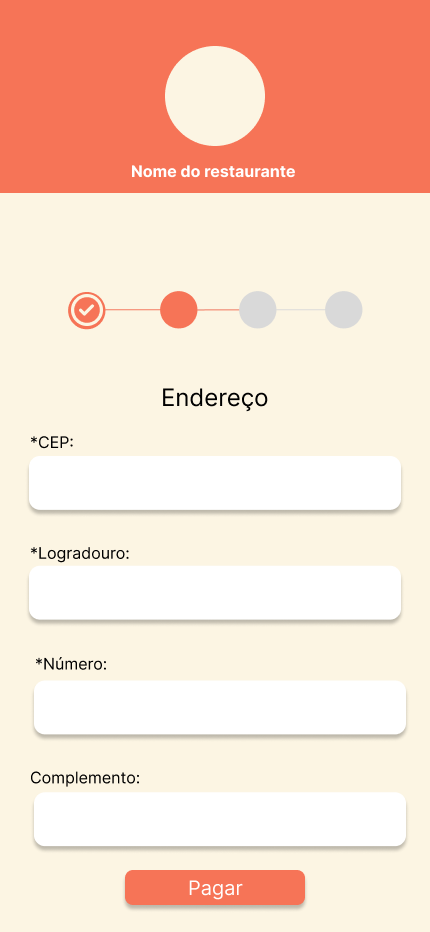 Nome do restaurante
Endereço
*CEP:
*Logradouro:
*Número:
Complemento:
Pagar